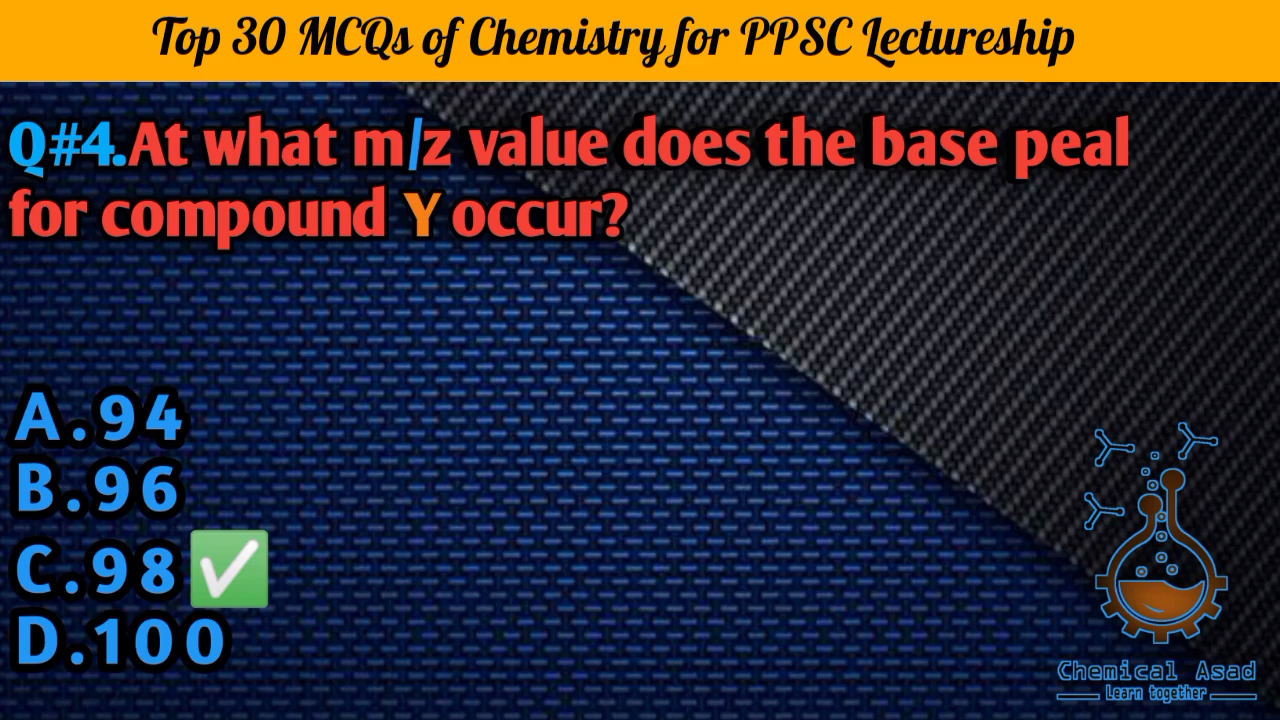 Top 30 MCQs of Chemistry for PPSC Lectureship
Q#4.At what m/z value does the base peal
for compound Y occur?
A.94
B.96
C.98✅
D.100
Chemical Asad
Learn together